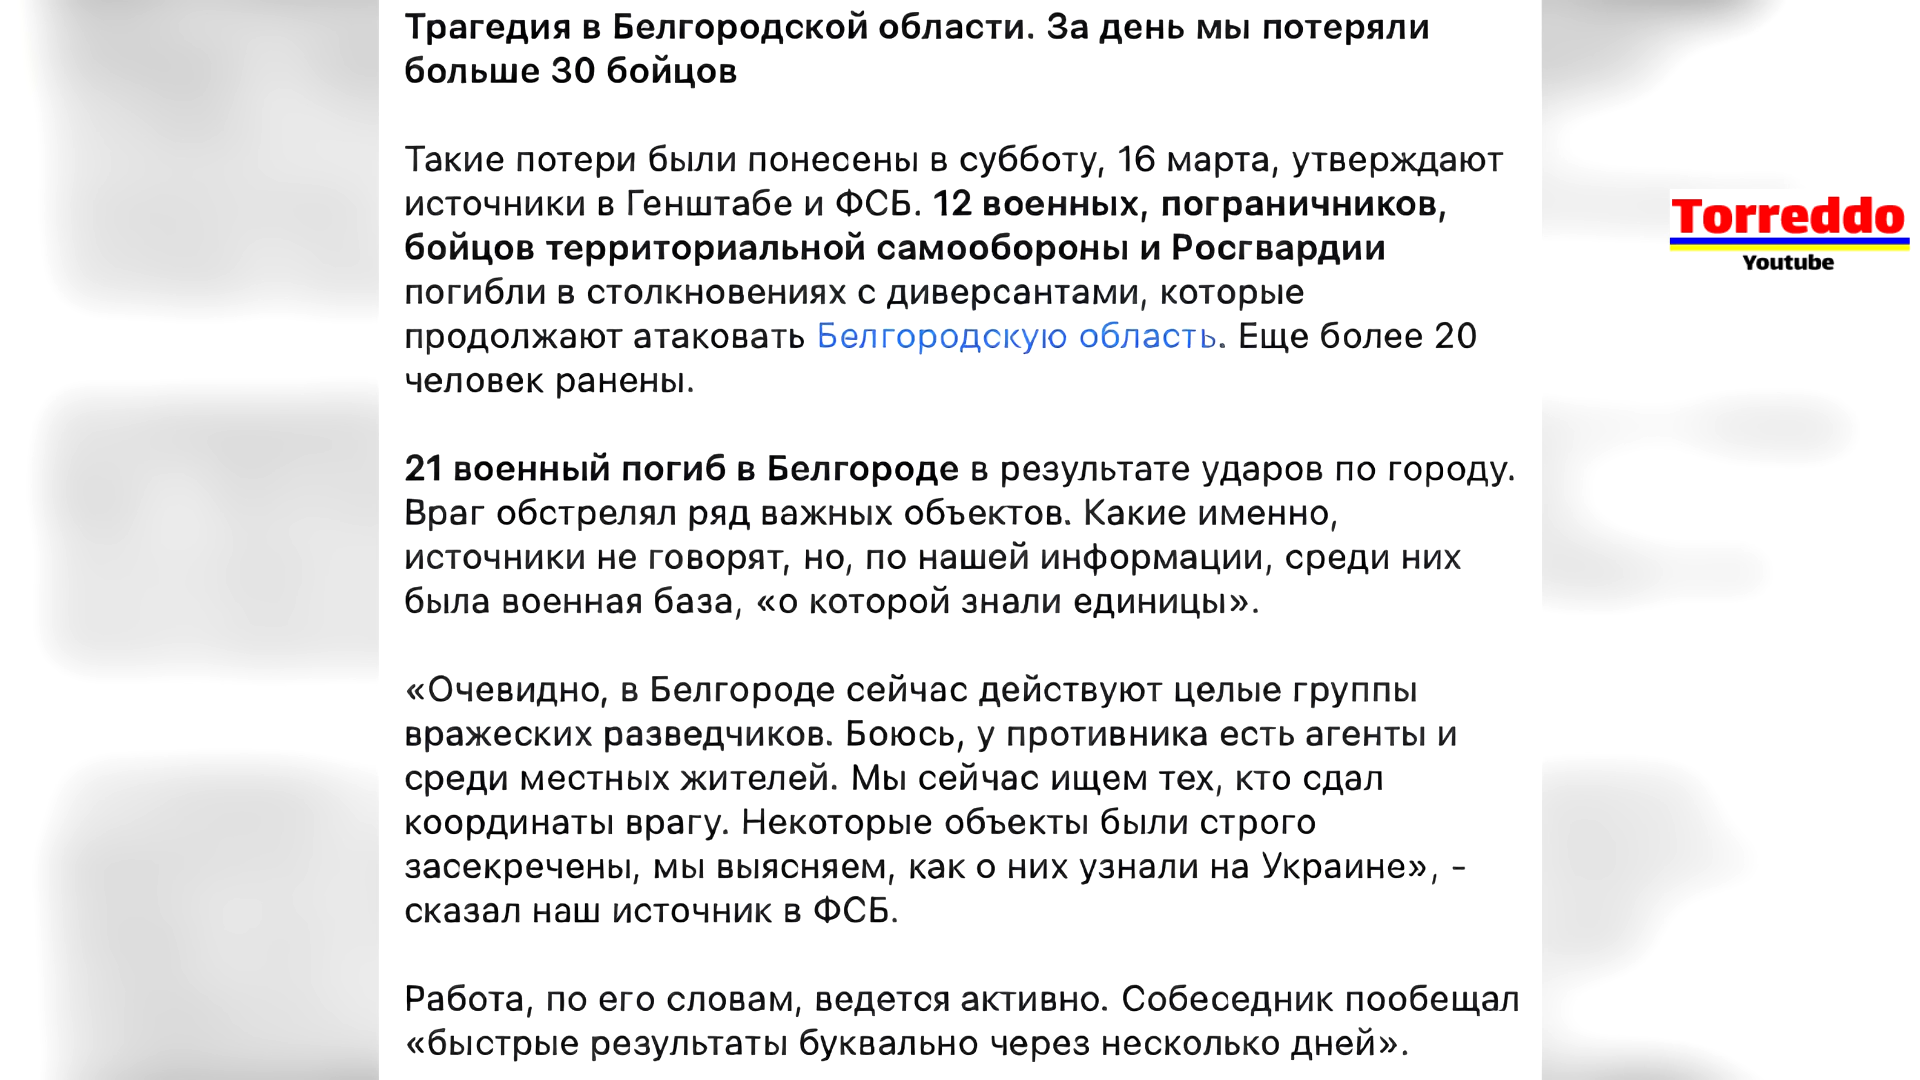 Трагедия в Белгородской области. За день мы потеряли
больше 30 бойцов
Такие потери были понесены в субботу, 16 марта, утверждают
источники в Генштабе и ФСБ. 12 военных, пограничников,
бойцов территориальной самообороны и Росгвардии
погибли в столкновениях с диверсантами, которые
продолжают атаковать Белгородскую область. Еще более 20
человек ранены.
21 военный погиб в Белгороде в результате ударов по городу.
Враг обстрелял ряд важных объектов. Какие именно,
источники не говорят, но, по нашей информации, среди них
была военная база, «о которой знали единицы».
«Очевидно, в Белгороде сейчас действуют целые группы
вражеских разведчиков. Боюсь, у противника есть агенты и
среди местных жителей. Мы сейчас ищем тех, кто сдал
координаты врагу. Некоторые объекты были строго
засекречены, мы выясняем, как о них узнали на Украине», -
сказал наш источник в ФСБ.
Работа, по его словам, ведется активно. Собеседник пообещал
«быстрые результаты буквально через несколько дней».
Torreddo
Youtube